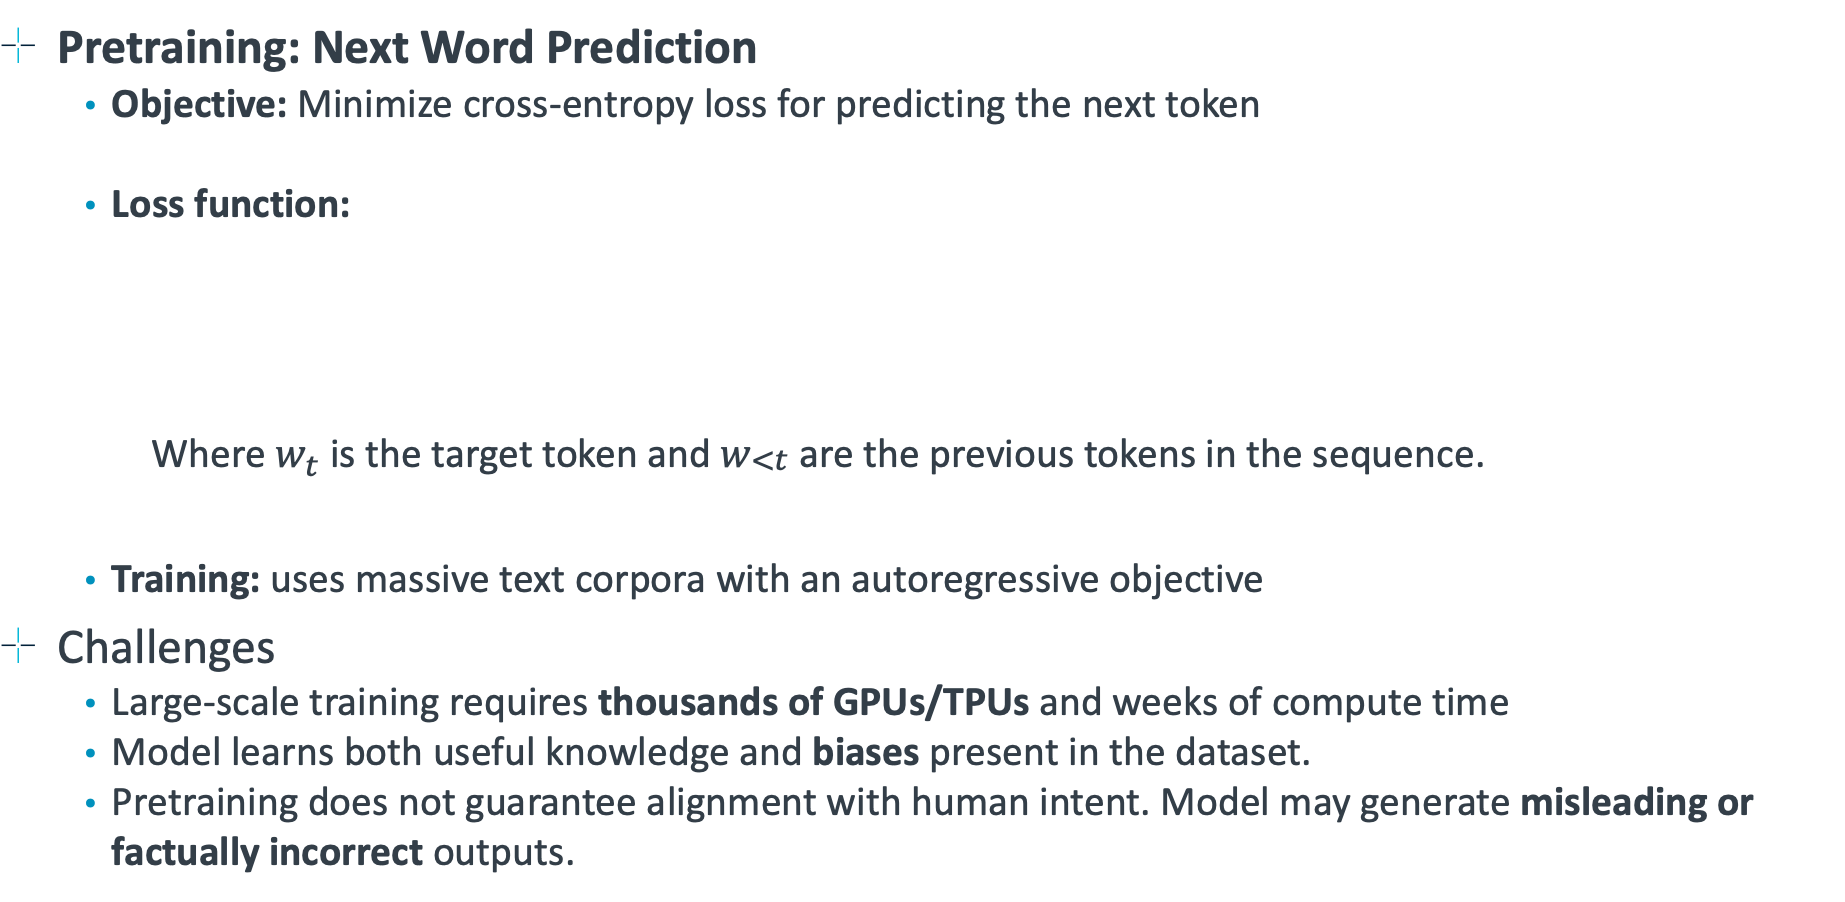 Pretraining: Next Word Prediction
• Objective: Minimize cross-entropy loss for predicting the next token
• Loss function:
Where wₜ is the target token and w<ₜ are the previous tokens in the sequence.
• Training: uses massive text corpora with an autoregressive objective
Challenges
• Large-scale training requires thousands of GPUs/TPUs and weeks of compute time
• Model learns both useful knowledge and biases present in the dataset.
• Pretraining does not guarantee alignment with human intent. Model may generate misleading or
factually incorrect outputs.